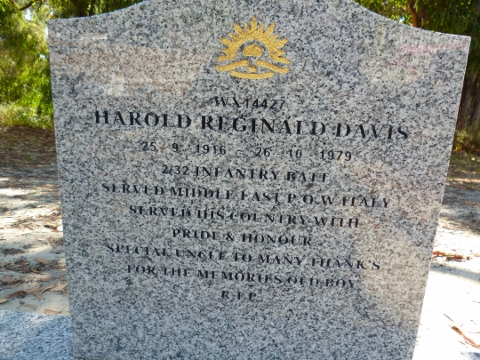 WX14427
HAROLD REGINALD DAVIS
25 - 9 - 1916 - 26 - 10 - 1979
2/32 INFANTRY BATT
SERVED MIDDLE EAST P.O.W ITALY
SERVED HIS COUNTRY WITH
PRIDE & HONOUR
SPECIAL UNCLE TO MANY THANK'S
FOR THE MEMORIES OLD BOY
R.I.P.